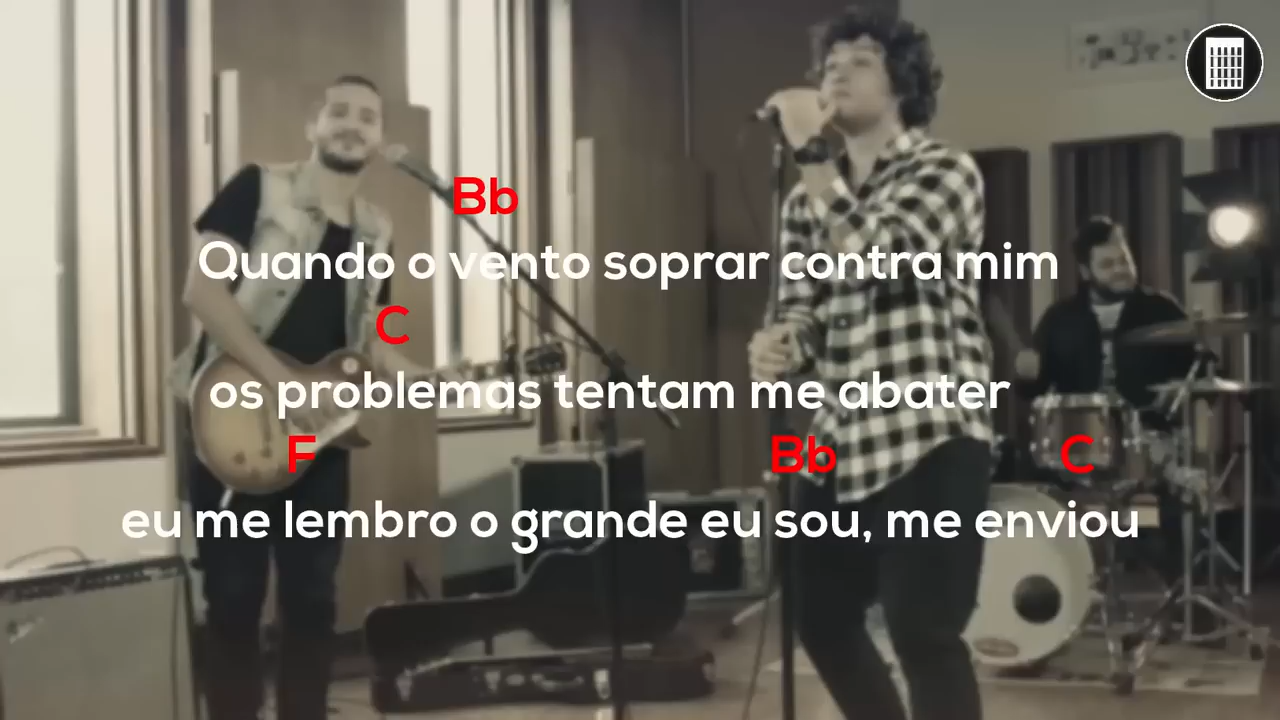 Bb
Quando o vento soprar contra mim
C
os problemas tentam me abater
F Bb C
eu me lembro o grande eu sou, me enviou